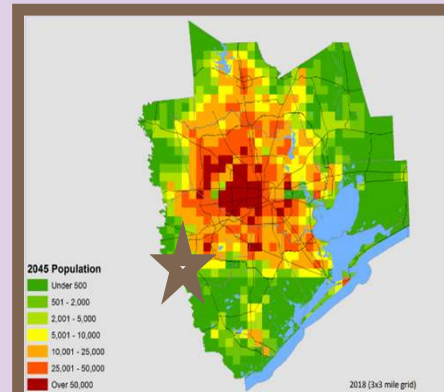 2045 Population
Under 500
501 - 2,000
2,001 - 5,000
5,001 - 10,000
10,001 - 25,000
25,001 - 50,000
Over 50,000
2018 (3x3 mile grid)